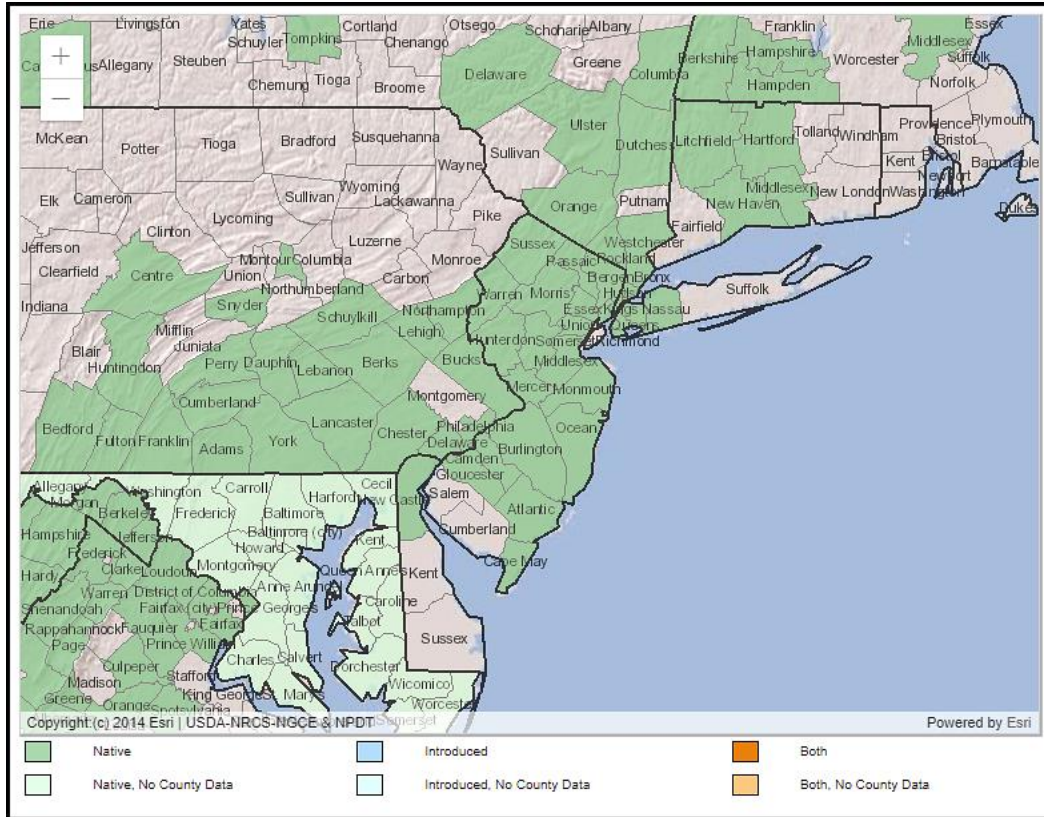 Erie Livingston Yates Cortland Otsego Schoharie Albany Franklin Essex
Schuyler Tompkins Chenango Middlesex
+ Allegany Steuben Greene Columbia Berkshire Hampshire Worcester Suffolk
− Chemung Tioga Broome Delaware Hampden Norfolk
McKean Potter Tioga Bradford Susquehanna Ulster Dutchess Litchfield Hartford Tolland Windham Providence Plymouth
Wayne Sullivan Bristol
Elk Cameron Sullivan Wyoming Lackawanna Kent Bristol Barnstable
Lycoming Pike Orange Putnam Middlesex New London Washington Newport
Clinton New Haven Dukes
Jefferson Luzerne Sussex Westchester Fairfield
Clearfield Centre Montour Columbia Monroe Passaic Rockland
Union Carbon Bergen Bronx
Indiana Northumberland Warren Morris Hudson Suffolk
Snyder Schuylkill Northampton Essex Kings Nassau
Mifflin Lehigh Union Queens
Blair Juniata Hunterdon Somerset Richmond
Huntingdon Perry Dauphin Lebanon Berks Bucks Middlesex
Cumberland Montgomery Mercer Monmouth
Bedford Lancaster Philadelphia Ocean
Fulton Franklin Adams York Chester Delaware Burlington
Camden
Gloucester
Allegany Washington Carroll Cecil Salem
Morgan Berkeley Frederick Baltimore Harford New Castle Atlantic
Hampshire Jefferson Baltimore (city) Cumberland
Frederick Howard Kent
Hardy Clarke Loudoun Montgomery Queen Anne's Kent Cape May
Warren District of Columbia Anne Arundel
Shenandoah Fairfax (city) Prince George's Caroline
Rappahannock Fauquier Fairfax Talbot
Page Prince William Sussex
Culpeper Charles Calvert Dorchester
Madison Stafford Wicomico
Greene Orange King George St. Mary's Worcester
Spotsylvania Somerset
Copyright:(c) 2014 Esri | USDA-NRCS-NGCE & NPDT Powered by Esri
Native Introduced Both
Native, No County Data Introduced, No County Data Both, No County Data